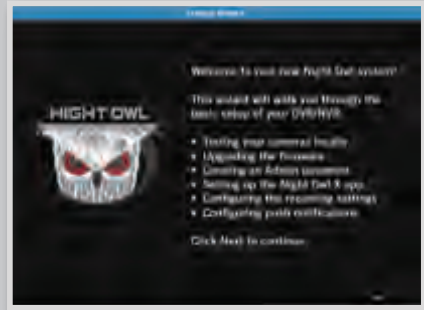 STARTUP WIZARD
Welcome to your new Night Owl system!
This wizard will walk you through the
basic setup of your DVR/NVR.
NIGHT OWL
• Testing your cameras locally
• Upgrading the firmware
• Creating an Admin password
• Setting up the Night Owl X app
• Configuring the recording settings
• Configuring push notifications
Click Next to continue.